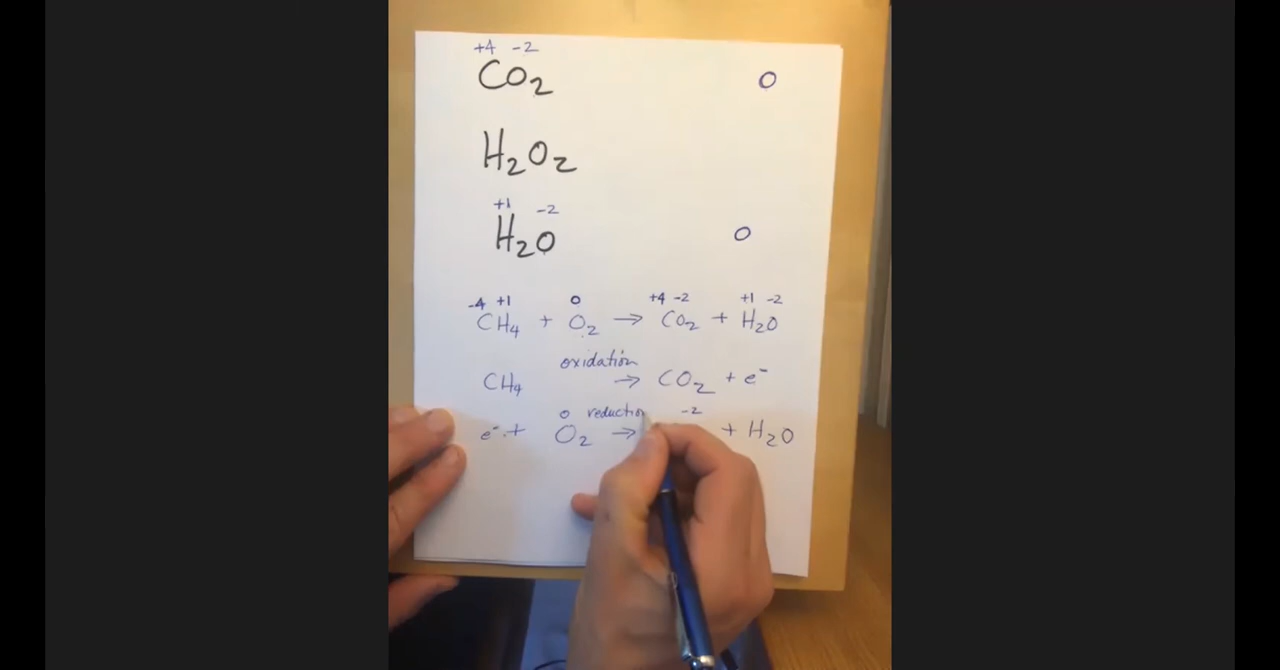 +4 -2
CO2 0
H2O2
+1 -2
H2O 0
-4 +1 0 +4 -2 +1 -2
CH4 + O2 → CO2 + H2O
oxidation
CH4 → CO2 + e-
0 reduction -2
e- + O2 → + H2O